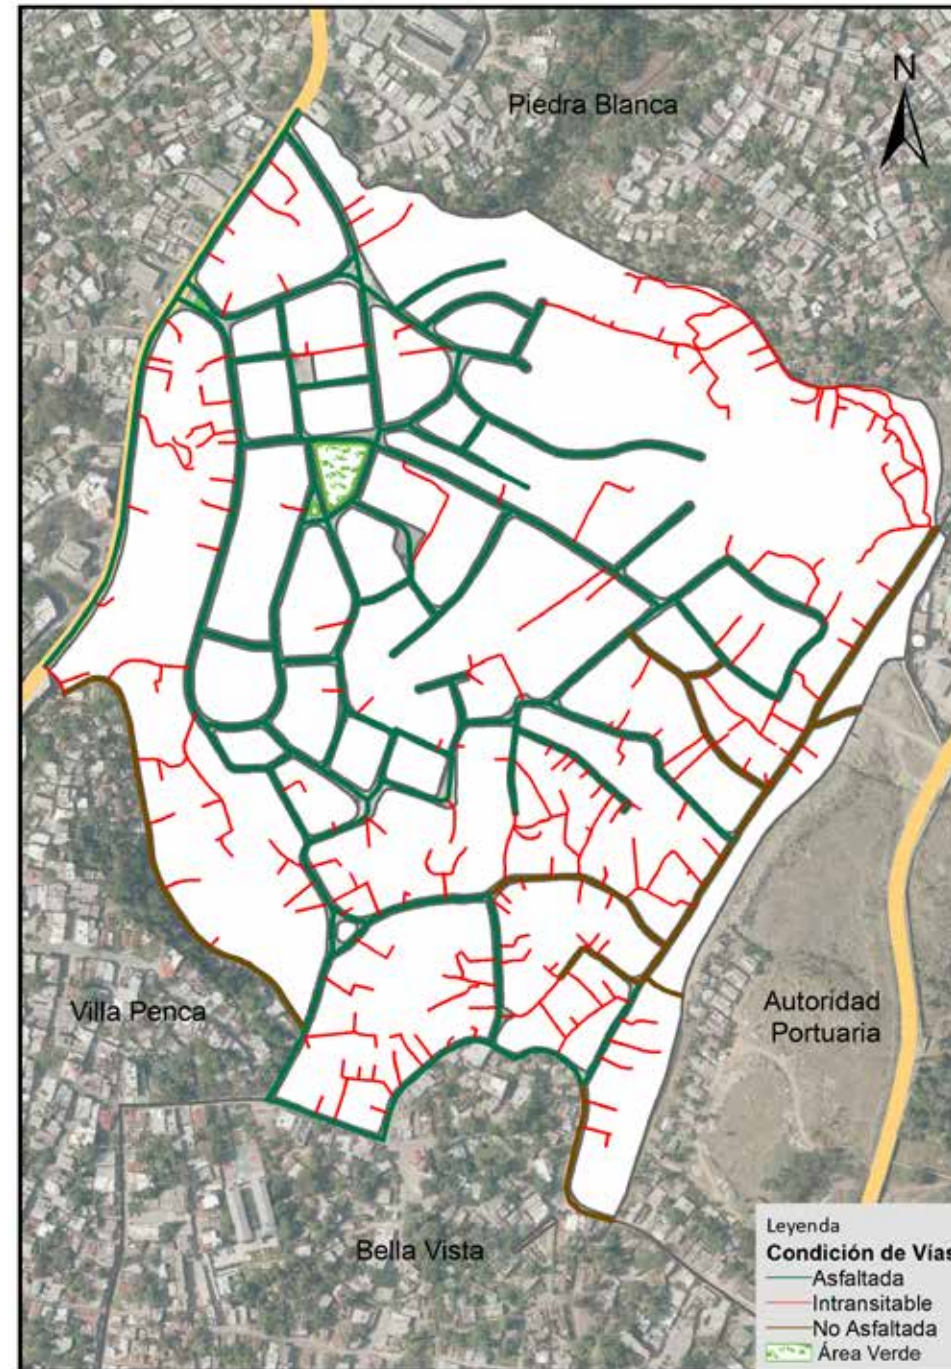 N
Piedra Blanca
Villa Penca
Autoridad
Portuaria
Bella Vista
Leyenda
Condición de Vías
Asfaltada
Intransitable
No Asfaltada
Área Verde